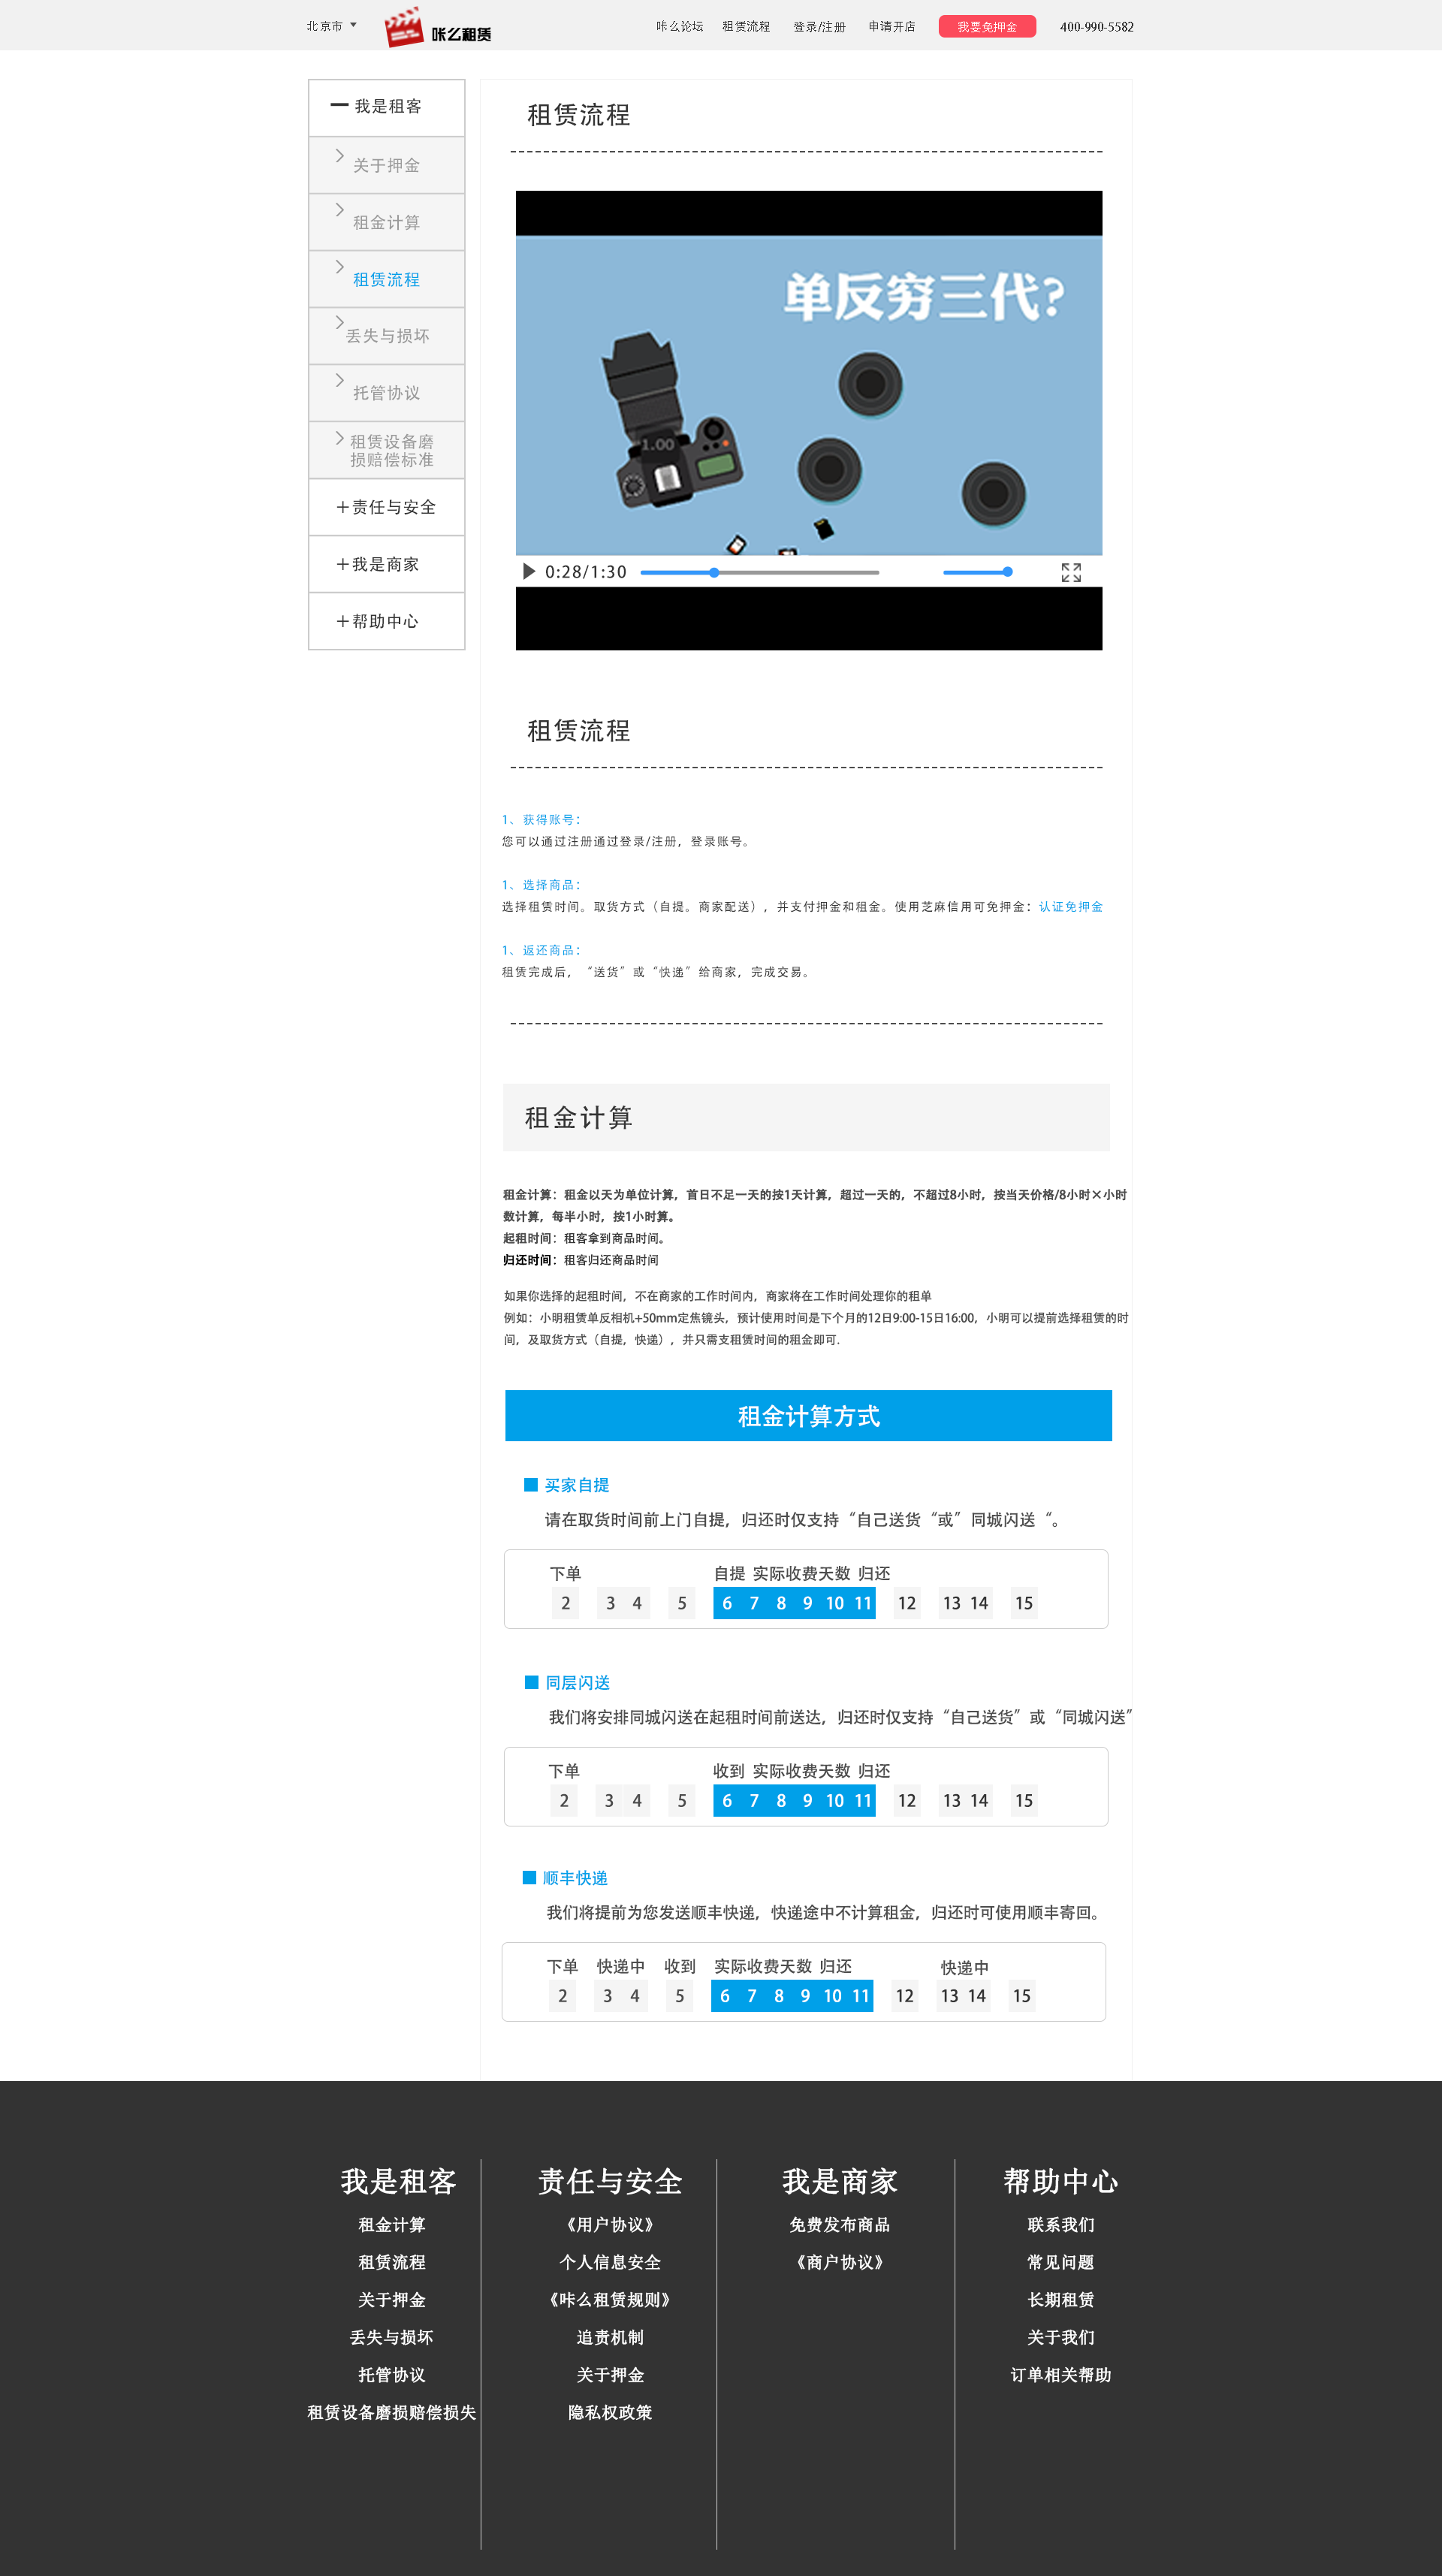 北京市
咔么租赁
咔么论坛 租赁流程 登录/注册 申请开店 我要免押金 400-990-5582
我是租客
关于押金
租金计算
租赁流程
丢失与损坏
托管协议
租赁设备磨
损赔偿标准
+责任与安全
+我是商家
+帮助中心
租赁流程
单反穷三代?
1.00
0:28/1:30
租赁流程
1、获得账号：
您可以通过注册通过登录/注册，登录账号。
1、选择商品：
选择租赁时间。取货方式（自提。商家配送），并支付押金和租金。使用芝麻信用可免押金：认证免押金
1、返还商品：
租赁完成后，“送货”或“快递”给商家，完成交易。
租金计算
租金计算：租金以天为单位计算，首日不足一天的按1天计算，超过一天的，不超过8小时，按当天价格/8小时×小时
数计算，每半小时，按1小时算。
起租时间：租客拿到商品时间。
归还时间：租客归还商品时间
如果你选择的起租时间，不在商家的工作时间内，商家将在工作时间处理你的租单
例如：小明租赁单反相机+50mm定焦镜头，预计使用时间是下个月的12日9:00-15日16:00，小明可以提前选择租赁的时
间，及取货方式（自提，快递），并只需支租赁时间的租金即可.
租金计算方式
买家自提
请在取货时间前上门自提，归还时仅支持“自己送货“或”同城闪送“。
下单 自提 实际收费天数 归还
2 3 4 5 6 7 8 9 10 11 12 13 14 15
同层闪送
我们将安排同城闪送在起租时间前送达，归还时仅支持“自己送货”或“同城闪送”
下单 收到 实际收费天数 归还
2 3 4 5 6 7 8 9 10 11 12 13 14 15
顺丰快递
我们将提前为您发送顺丰快递，快递途中不计算租金，归还时可使用顺丰寄回。
下单 快递中 收到 实际收费天数 归还 快递中
2 3 4 5 6 7 8 9 10 11 12 13 14 15
我是租客
租金计算
租赁流程
关于押金
丢失与损坏
托管协议
租赁设备磨损赔偿损失
责任与安全
《用户协议》
个人信息安全
《咔么租赁规则》
追责机制
关于押金
隐私权政策
我是商家
免费发布商品
《商户协议》
帮助中心
联系我们
常见问题
长期租赁
关于我们
订单相关帮助